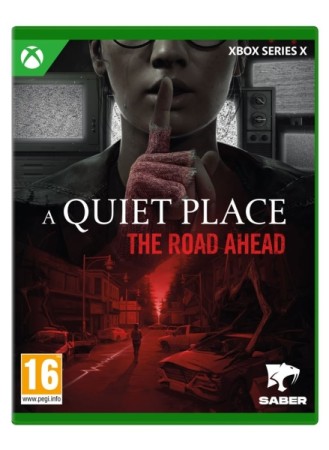 XBOX SERIES X
A QUIET PLACE
THE ROAD AHEAD
16
www.pegi.info
SABER